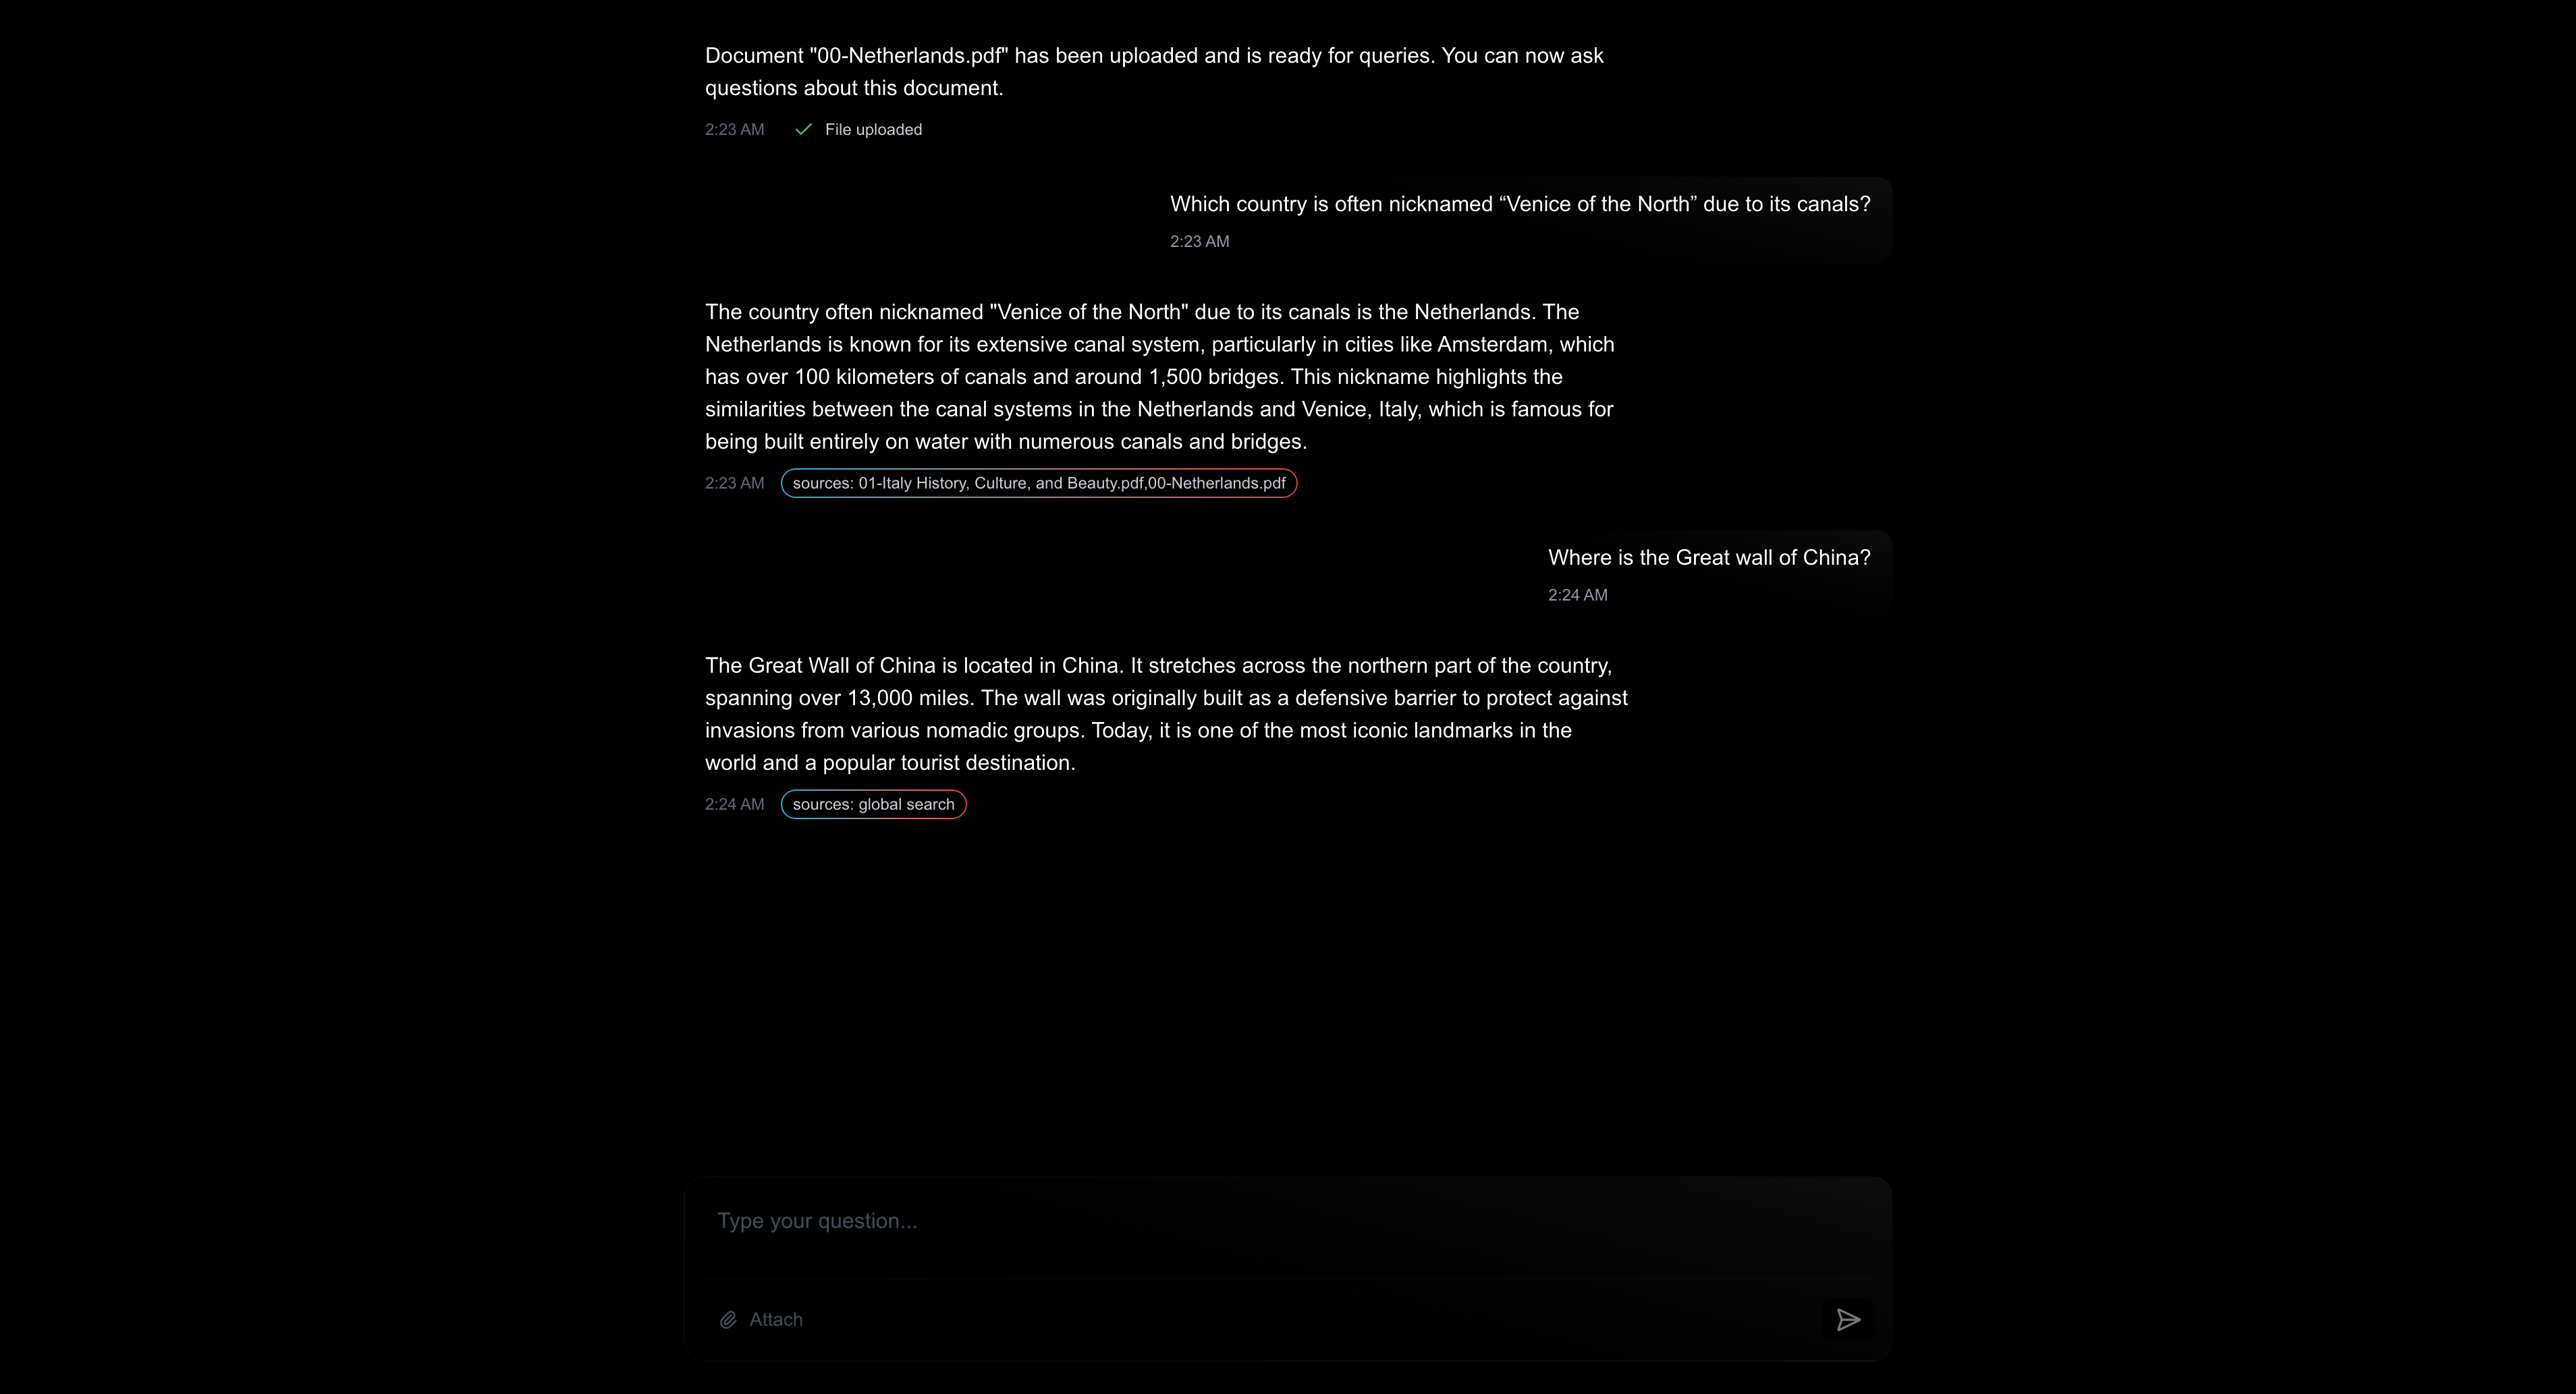 Document "00-Netherlands.pdf" has been uploaded and is ready for queries. You can now ask
questions about this document.
2:23 AM File uploaded
Which country is often nicknamed “Venice of the North” due to its canals?
2:23 AM
The country often nicknamed "Venice of the North" due to its canals is the Netherlands. The
Netherlands is known for its extensive canal system, particularly in cities like Amsterdam, which
has over 100 kilometers of canals and around 1,500 bridges. This nickname highlights the
similarities between the canal systems in the Netherlands and Venice, Italy, which is famous for
being built entirely on water with numerous canals and bridges.
2:23 AM sources: 01-Italy History, Culture, and Beauty.pdf,00-Netherlands.pdf
Where is the Great wall of China?
2:24 AM
The Great Wall of China is located in China. It stretches across the northern part of the country,
spanning over 13,000 miles. The wall was originally built as a defensive barrier to protect against
invasions from various nomadic groups. Today, it is one of the most iconic landmarks in the
world and a popular tourist destination.
2:24 AM sources: global search
Type your question...
Attach